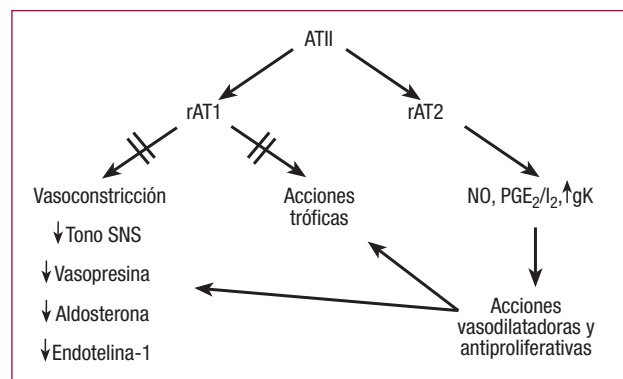 ATII
rAT1
rAT2
Vasoconstricción
↓Tono SNS
↓Vasopresina
↓Aldosterona
↓Endotelina-1
Acciones
tróficas
NO, PGE₂/I₂,↑gK
Acciones
vasodilatadoras y
antiproliferativas